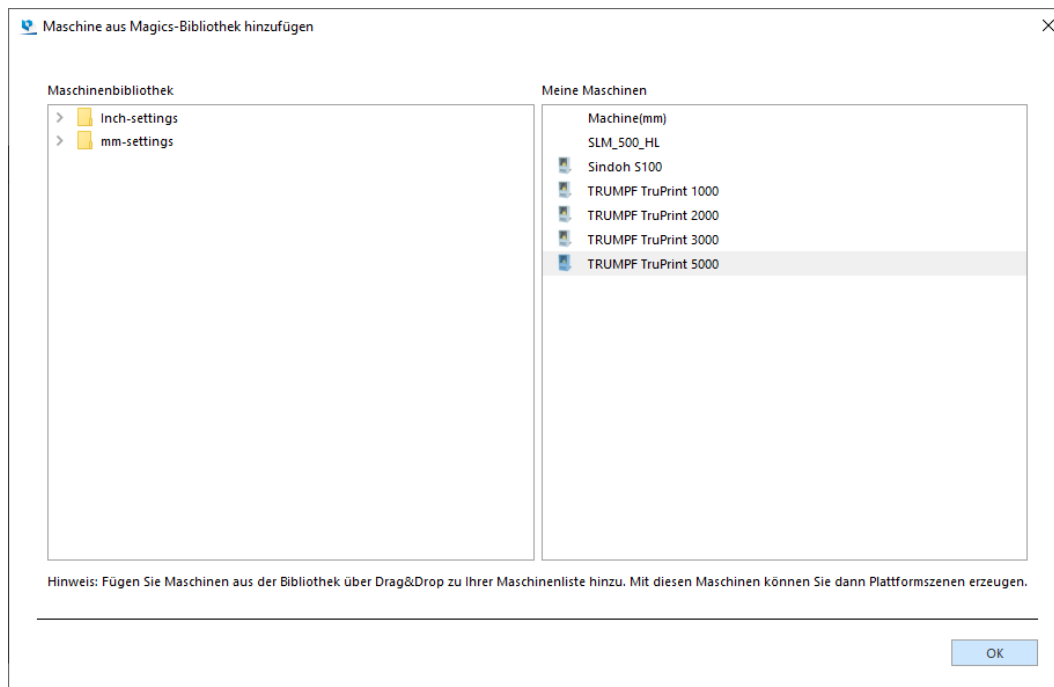 Maschine aus Magics-Bibliothek hinzufügen
Maschinenbibliothek
Inch-settings
mm-settings
Meine Maschinen
Machine(mm)
SLM_500_HL
Sindoh S100
TRUMPF TruPrint 1000
TRUMPF TruPrint 2000
TRUMPF TruPrint 3000
TRUMPF TruPrint 5000
Hinweis: Fügen Sie Maschinen aus der Bibliothek über Drag&Drop zu Ihrer Maschinenliste hinzu. Mit diesen Maschinen können Sie dann Plattformszenen erzeugen.
OK